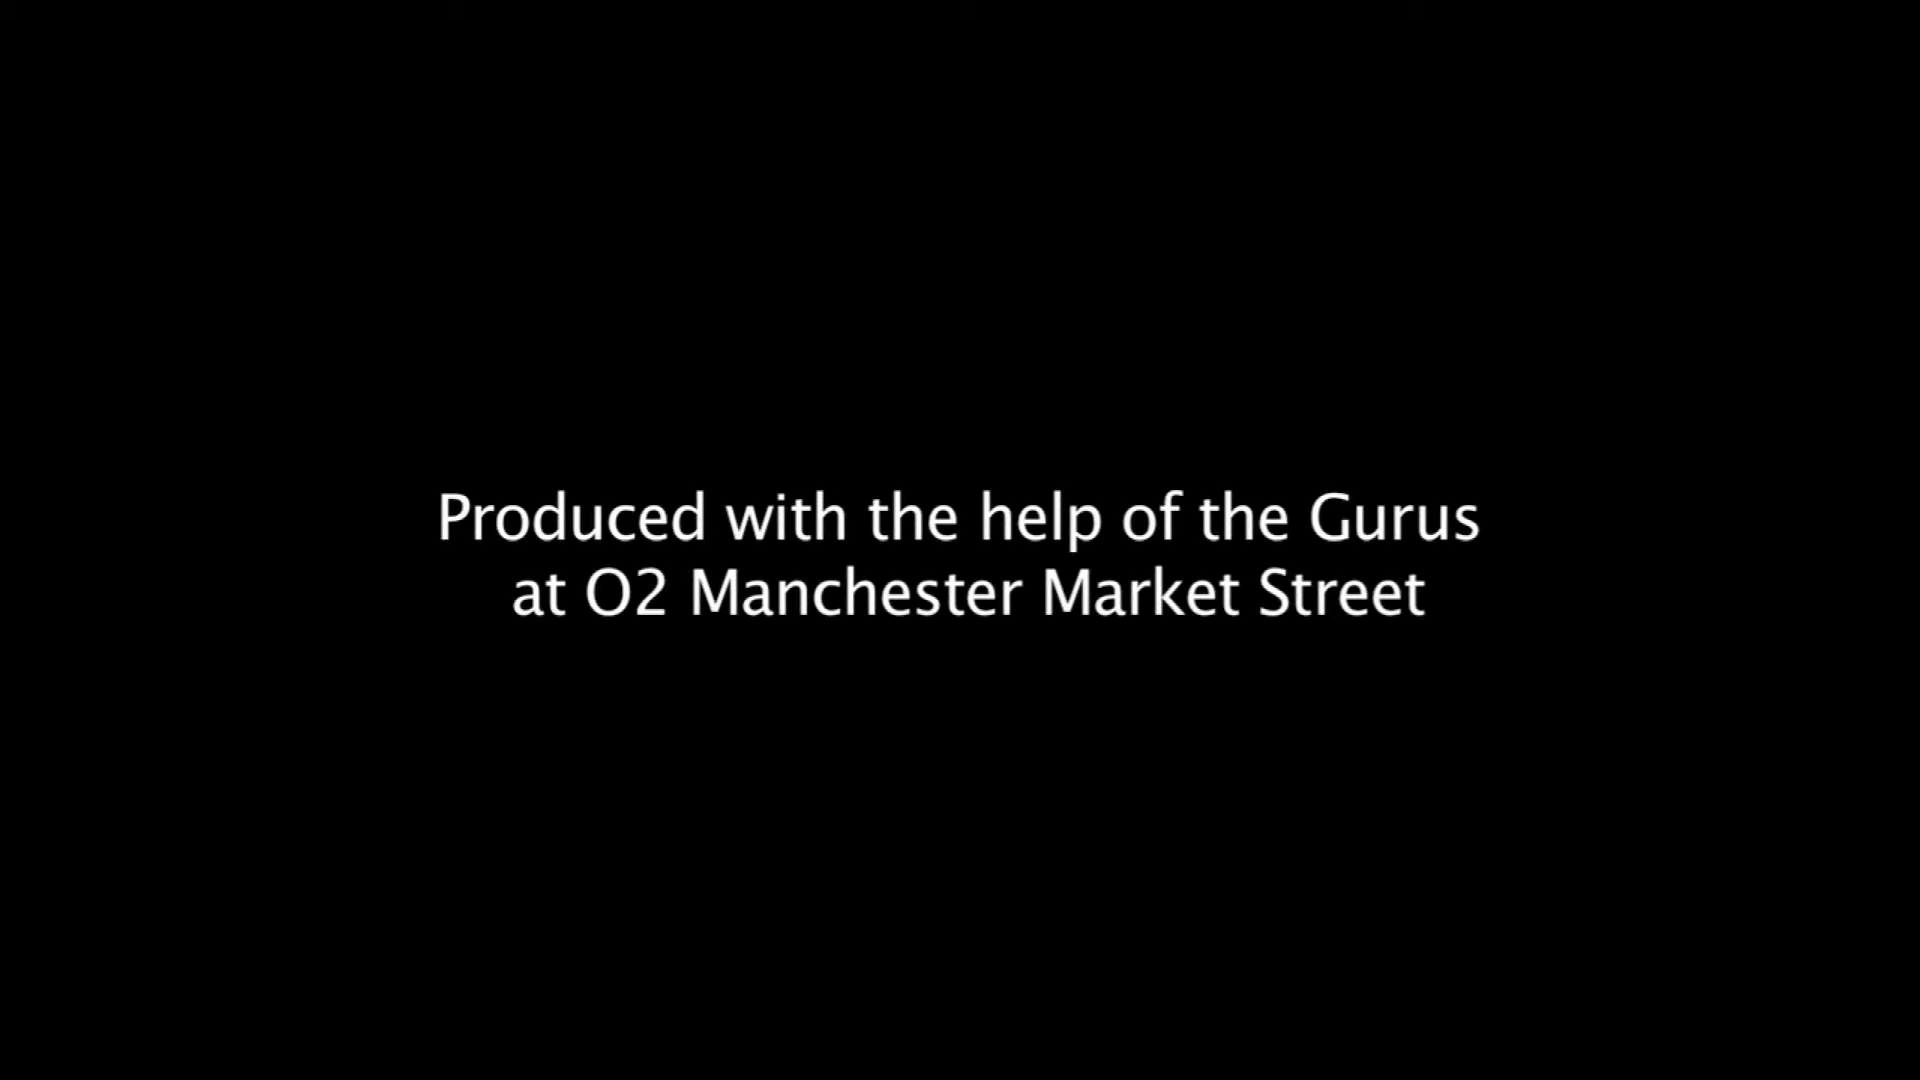 Produced with the help of the Gurus
at O2 Manchester Market Street